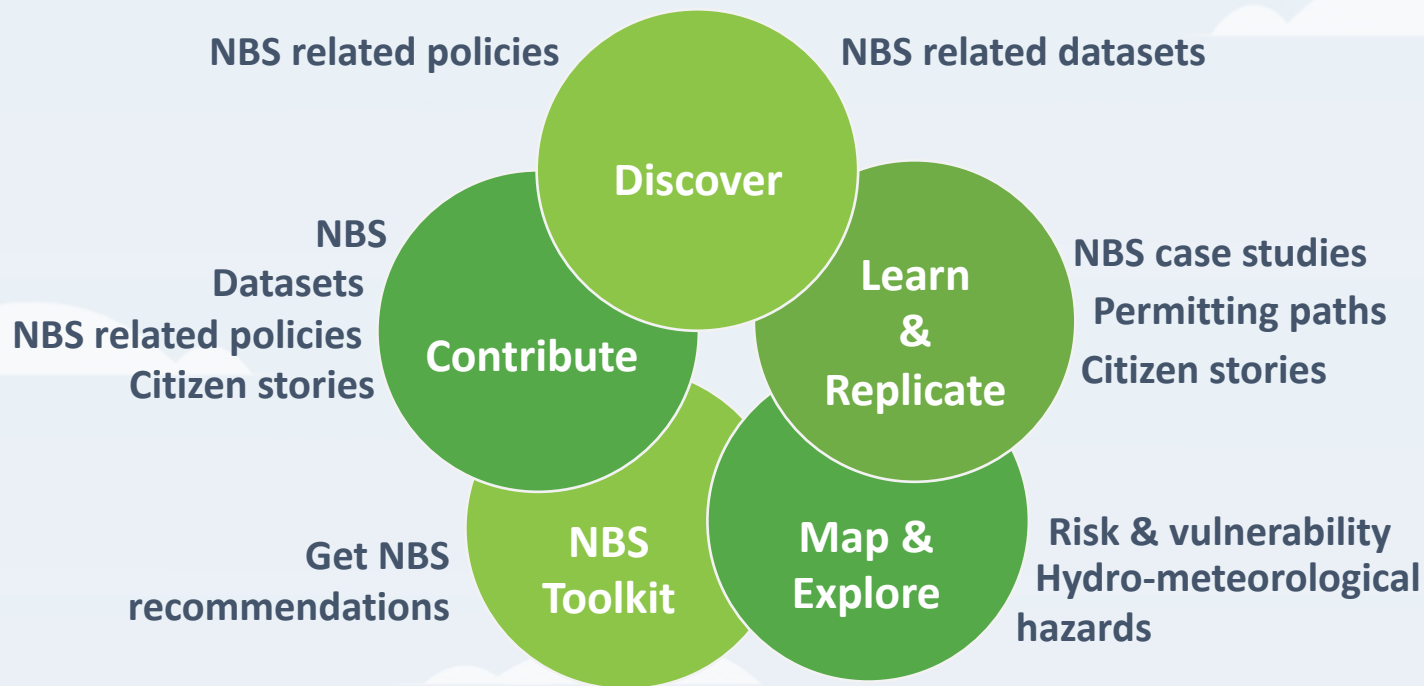 NBS related policies
NBS related datasets
Discover
NBS
Datasets
NBS related policies
Citizen stories
Contribute
Learn
&
Replicate
NBS case studies
Permitting paths
Citizen stories
Get NBS
recommendations
NBS
Toolkit
Map &
Explore
Risk & vulnerability
Hydro-meteorological
hazards